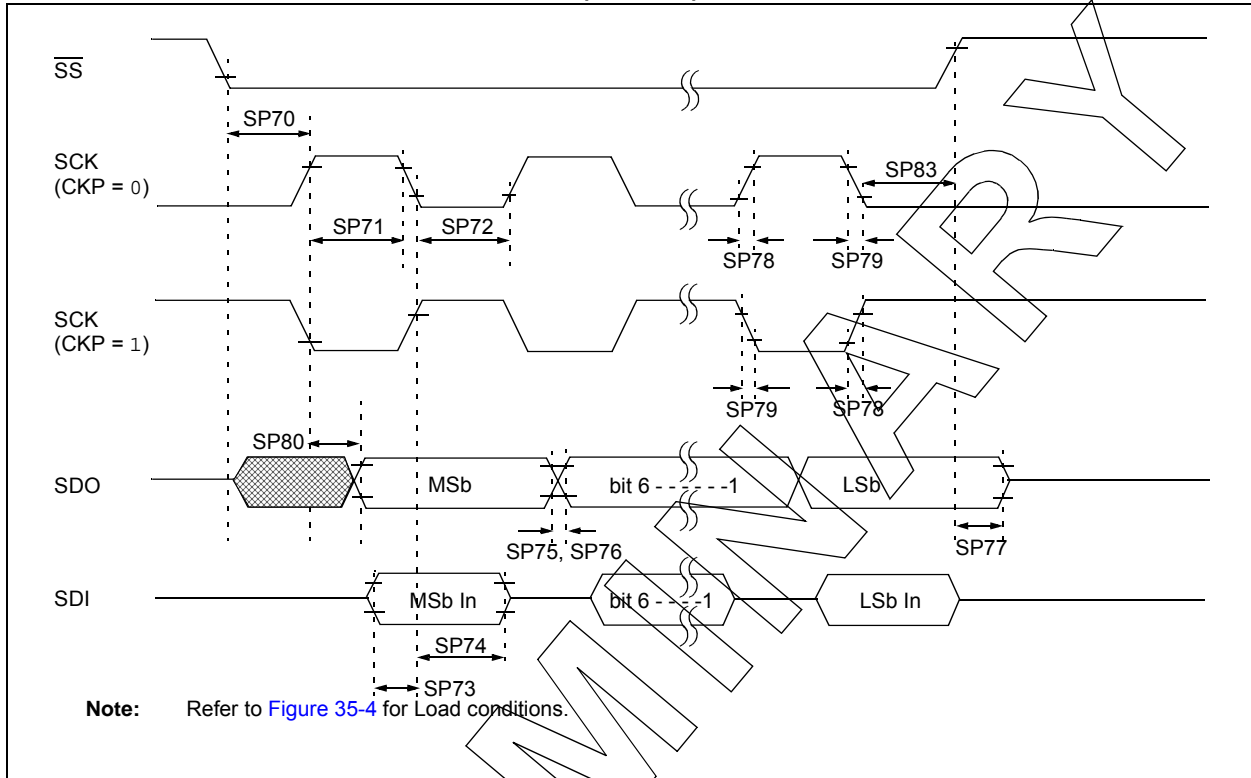 SS
SP70
SCK
(CKP = 0)
SP83
SP71
SP72
SP78
SP79
SCK
(CKP = 1)
SP79
SP78
SP80
SDO
MSb
bit 6 - - - - - - -1
LSb
SP75, SP76
SP77
SDI
MSb In
bit 6 - - - -1
LSb In
SP74
SP73
Note: Refer to Figure 35-4 for Load conditions.
MINARY